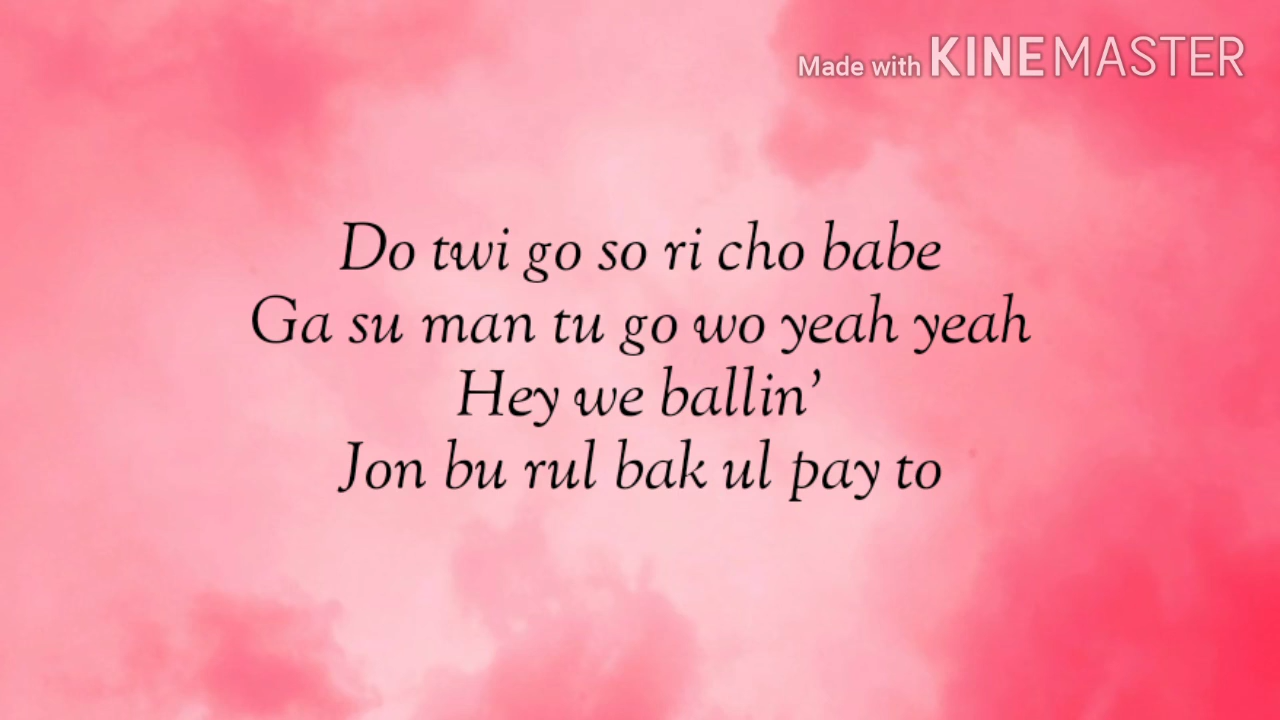 Made with KINEMASTER
Do twi go so ri cho babe
Ga su man tu go wo yeah yeah
Hey we ballin’
Jon bu rul bak ul pay to